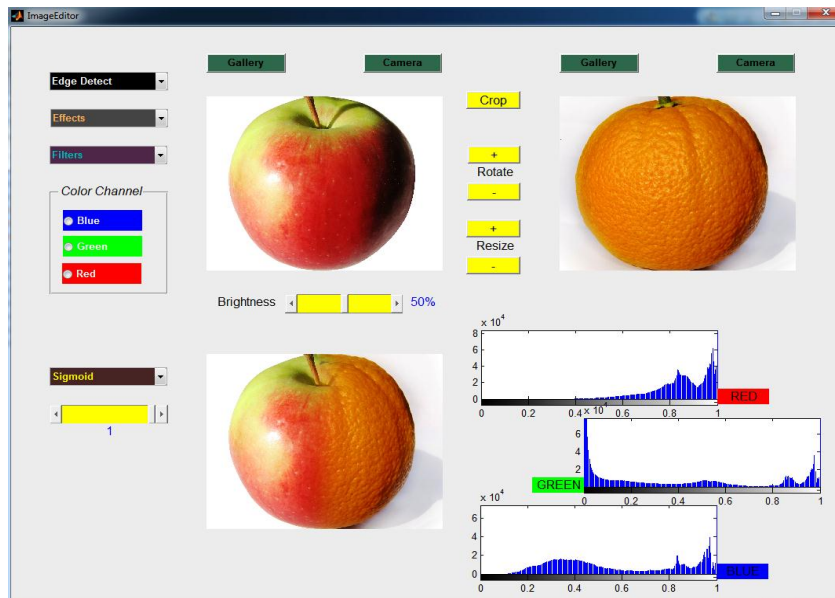 ImageEditor
Gallery
Camera
Gallery
Camera
Edge Detect
Effects
Filters
Color Channel
Blue
Green
Red
Crop
+
Rotate
-
+
Resize
-
Brightness
50%
Sigmoid
1
x 10^4
8
6
4
2
0
0 0.2 0.4 0.6 0.8 1
RED
x 10^4
6
4
2
0
GREEN
0 0.2 0.4 0.6 0.8 1
x 10^4
6
4
2
0
BLUE
0 0.2 0.4 0.6 0.8 1